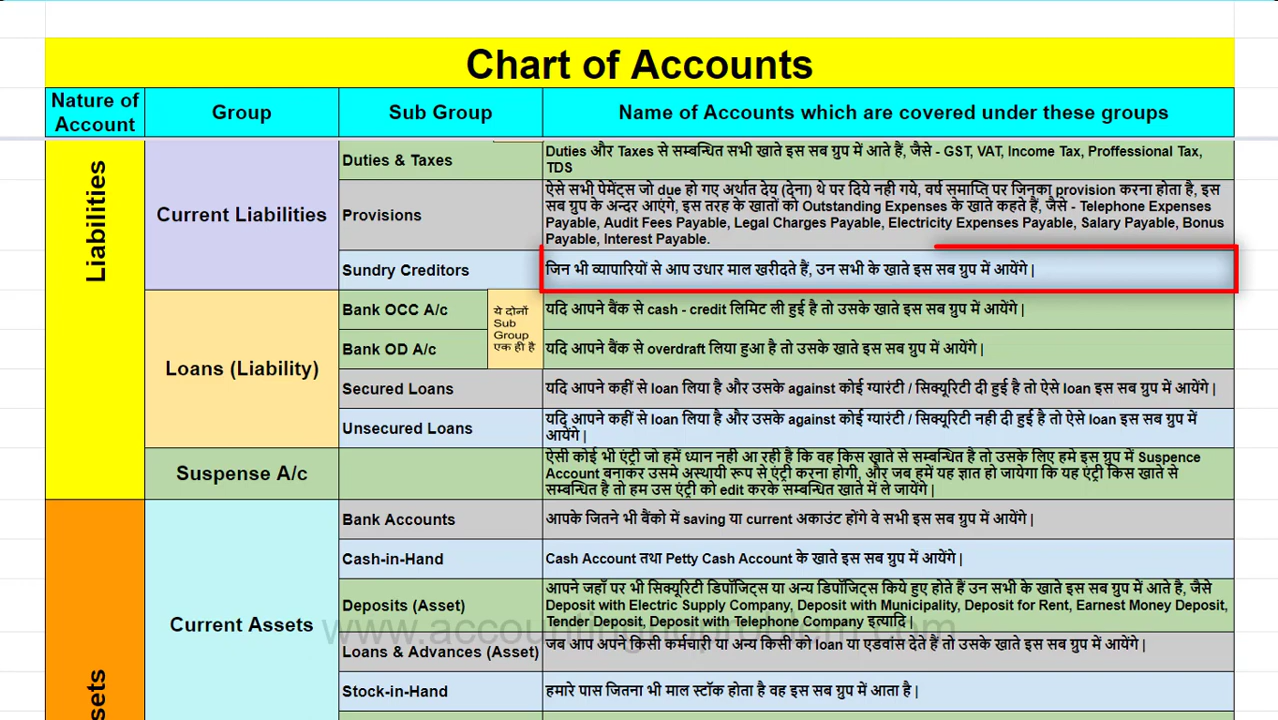 Chart of Accounts
Nature of
Account
Group
Sub Group
Name of Accounts which are covered under these groups
Liabilities
Current Liabilities
Duties & Taxes
Duties और Taxes से सम्बन्धित सभी खाते इस सब ग्रुप में आते हैं, जैसे - GST, VAT, Income Tax, Proffessional Tax,
TDS
Provisions
ऐसे सभी पेमेंट्स जो due हो गए अर्थात देय (देना) थे पर दिये नही गये, वर्ष समाप्ति पर जिनका provision करना होता है, इस
सब ग्रुप के अन्दर आएंगे, इस तरह के खातों को Outstanding Expenses के खाते कहते हैं, जैसे - Telephone Expenses
Payable, Audit Fees Payable, Legal Charges Payable, Electricity Expenses Payable, Salary Payable, Bonus
Payable, Interest Payable.
Sundry Creditors
जिन भी व्यापारियों से आप उधार माल खरीदते हैं, उन सभी के खाते इस सब ग्रुप में आयेंगे |
Loans (Liability)
Bank OCC A/c
ये दोनों
Sub
Group
एक ही है
यदि आपने बैंक से cash - credit लिमिट ली हुई है तो उसके खाते इस सब ग्रुप में आयेंगे |
Bank OD A/c
यदि आपने बैंक से overdraft लिया हुआ है तो उसके खाते इस सब ग्रुप में आयेंगे |
Secured Loans
यदि आपने कहीं से loan लिया है और उसके against कोई ग्यारंटी / सिक्यूरिटी दी हुई है तो ऐसे loan इस सब ग्रुप में आयेंगे |
Unsecured Loans
यदि आपने कहीं से loan लिया है और उसके against कोई ग्यारंटी / सिक्यूरिटी नही दी हुई है तो ऐसे loan इस सब ग्रुप में
आयेंगे |
Suspense A/c
ऐसी कोई भी एंट्री जो हमें ध्यान नही आ रही है कि वह किस खाते से सम्बन्धित है तो उसके लिए हमे इस ग्रुप में Suspence
Account बनाकर उसमे अस्थायी रूप से एंट्री करना होगी, और जब हमें यह ज्ञात हो जायेगा कि यह एंट्री किस खाते से
सम्बन्धित है तो हम उस एंट्री को edit करके सम्बन्धित खाते में ले जायेंगे |
Current Assets
Bank Accounts
आपके जितने भी बैंको में saving या current अकाउंट होंगे वे सभी इस सब ग्रुप में आयेंगे |
Cash-in-Hand
Cash Account तथा Petty Cash Account के खाते इस सब ग्रुप में आयेंगे |
Deposits (Asset)
आपने जहाँ पर भी सिक्यूरिटी डिपॉजिट्स या अन्य डिपॉजिट्स किये हुए होते हैं उन सभी के खाते इस सब ग्रुप में आते है, जैसे
Deposit with Electric Supply Company, Deposit with Municipality, Deposit for Rent, Earnest Money Deposit,
Tender Deposit, Deposit with Telephone Company इत्यादि |
Loans & Advances (Asset)
जब आप अपने किसी कर्मचारी या अन्य किसी को loan या एडवांस देते हैं तो उसके खाते इस सब ग्रुप में आयेंगे |
Stock-in-Hand
हमारे पास जितना भी माल स्टॉक होता है वह इस सब ग्रुप में आता है |
sets